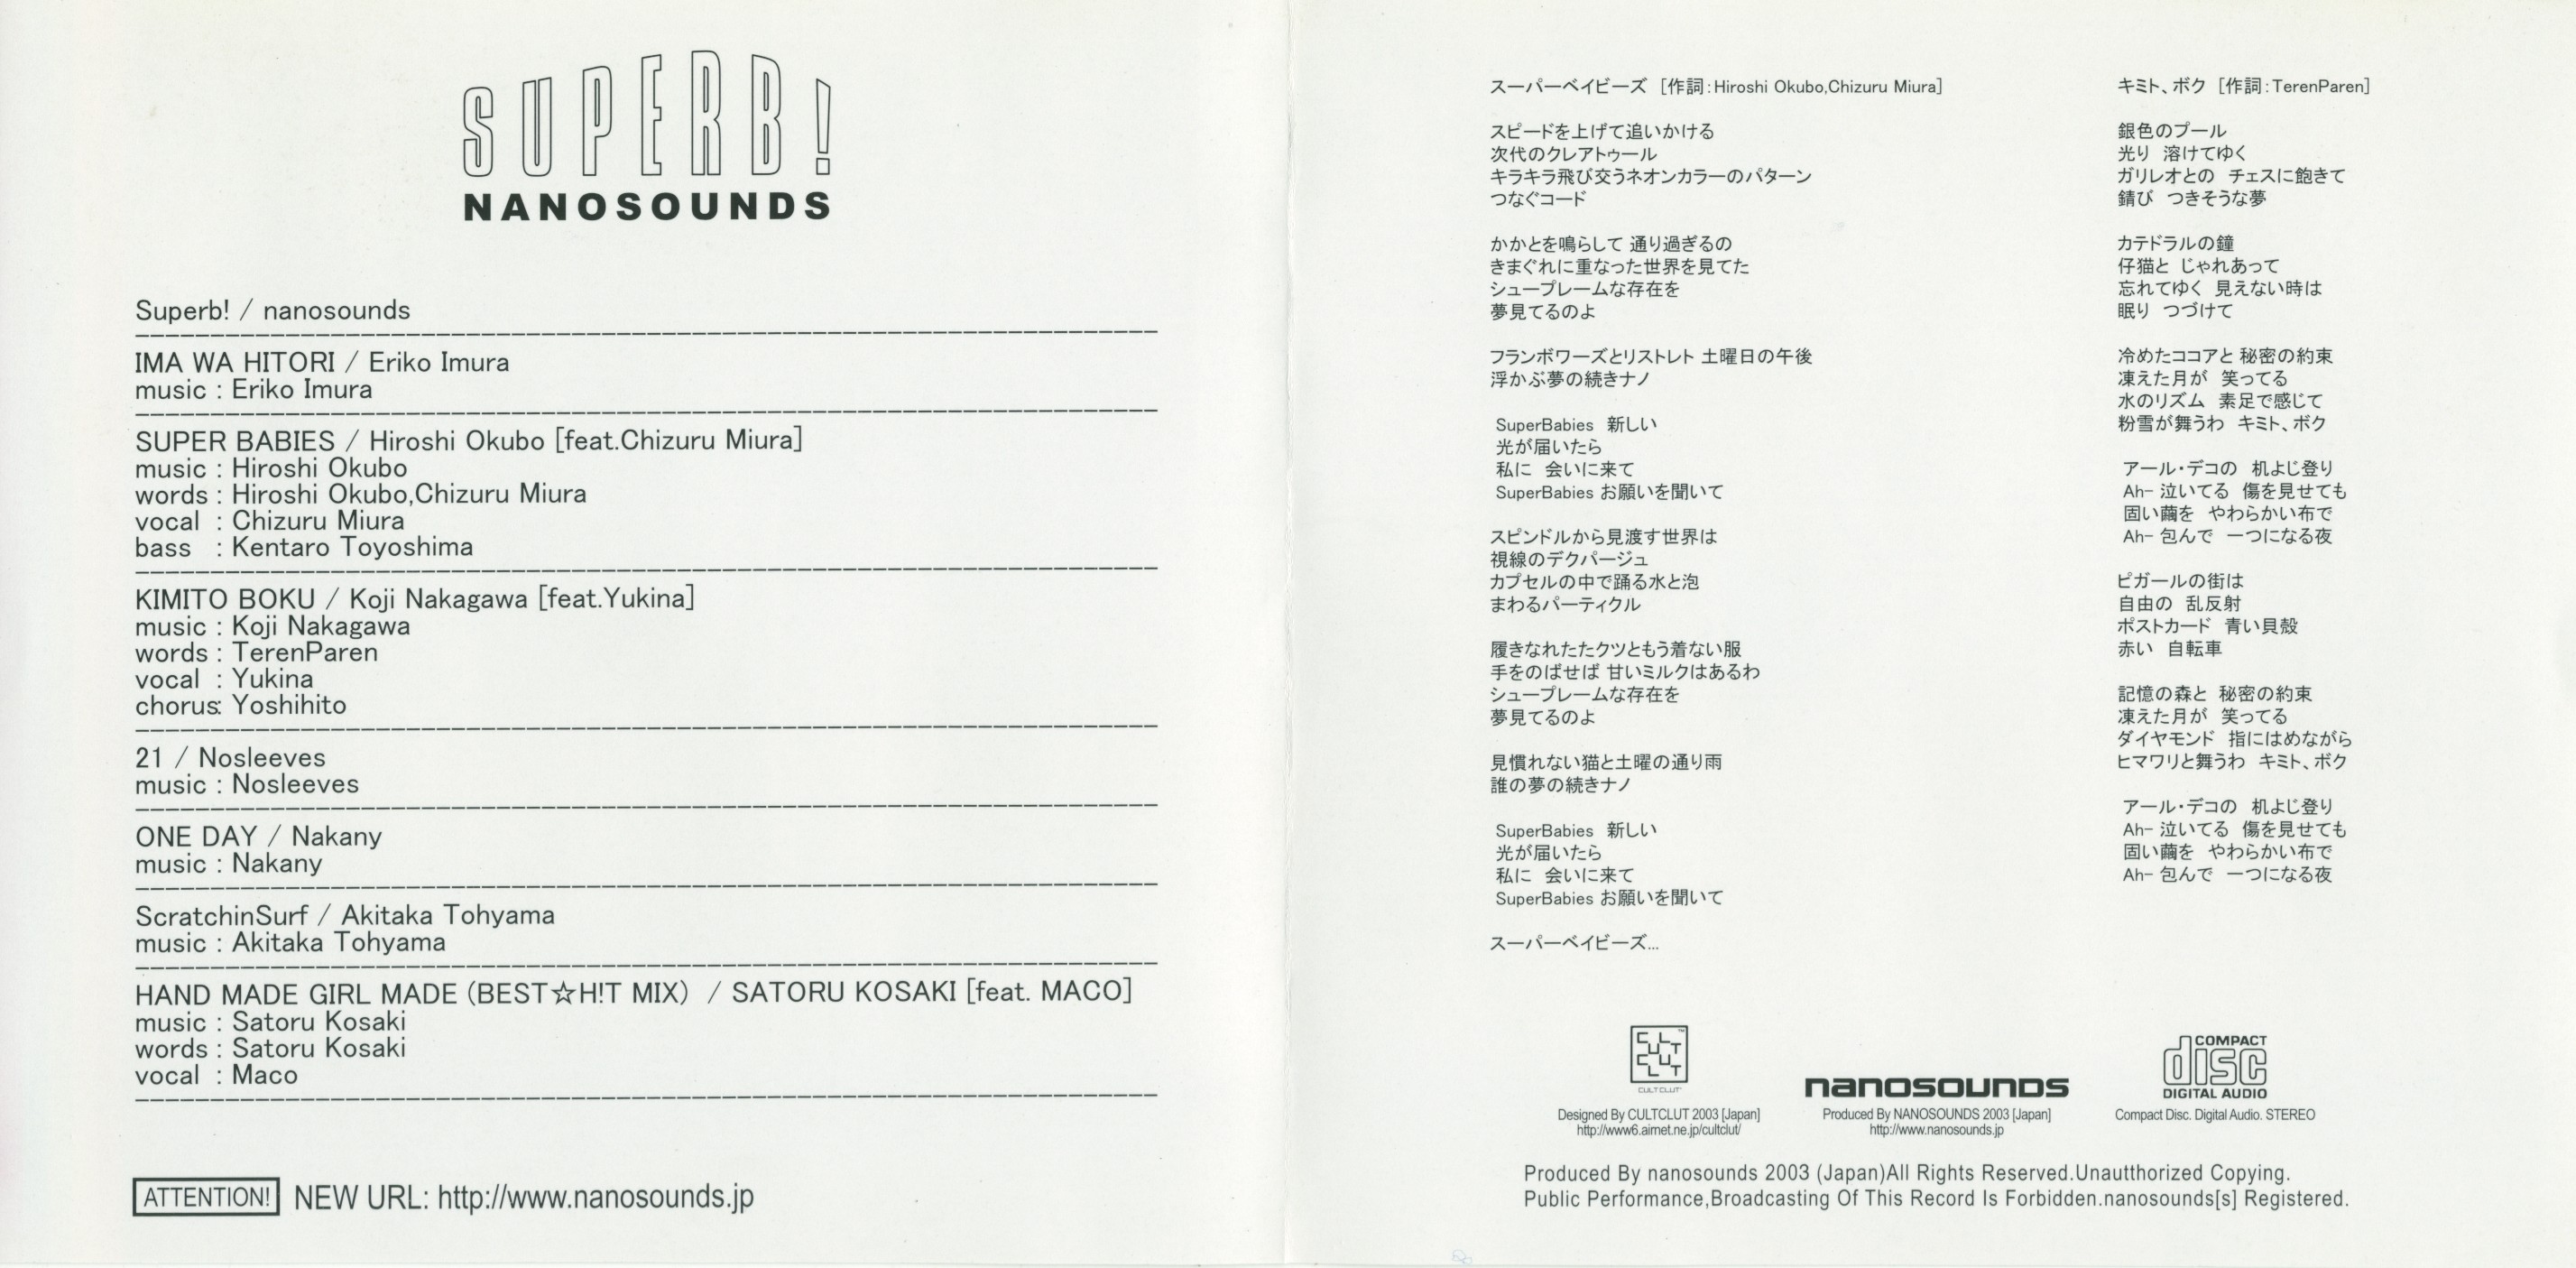 SUPERB!
NANOSOUNDS
Superb! / nanosounds
IMA WA HITORI / Eriko Imura
music : Eriko Imura
SUPER BABIES / Hiroshi Okubo [feat.Chizuru Miura]
music : Hiroshi Okubo
words : Hiroshi Okubo,Chizuru Miura
vocal : Chizuru Miura
bass : Kentaro Toyoshima
KIMITO BOKU / Koji Nakagawa [feat.Yukina]
music : Koji Nakagawa
words : TerenParen
vocal : Yukina
chorus: Yoshihito
21 / Nosleeves
music : Nosleeves
ONE DAY / Nakany
music : Nakany
ScratchinSurf / Akitaka Tohyama
music : Akitaka Tohyama
HAND MADE GIRL MADE (BEST☆H!T MIX) / SATORU KOSAKI [feat. MACO]
music : Satoru Kosaki
words : Satoru Kosaki
vocal : Maco
ATTENTION! NEW URL: http://www.nanosounds.jp
スーパーベイビーズ [作詞:Hiroshi Okubo,Chizuru Miura]
スピードを上げて追いかける
次代のクレアトゥール
キラキラ飛び交うネオンカラーのパターン
つなぐコード
かかとを鳴らして 通り過ぎるの
きまぐれに重なった世界を見てた
シュープレームな存在を
夢見てるのよ
フランボワーズとリストレト 土曜日の午後
浮かぶ夢の続きナノ
SuperBabies 新しい
光が届いたら
私に 会いに来て
SuperBabies お願いを聞いて
スピンドルから見渡す世界は
視線のデクパージュ
カプセルの中で踊る水と泡
まわるパーティクル
履きなれたたクツともう着ない服
手をのばせば 甘いミルクはあるわ
シュープレームな存在を
夢見てるのよ
見慣れない猫と土曜の通り雨
誰の夢の続きナノ
SuperBabies 新しい
光が届いたら
私に 会いに来て
SuperBabies お願いを聞いて
スーパーベイビーズ...
キミト、ボク [作詞:TerenParen]
銀色のプール
光り 溶けてゆく
ガリレオとの チェスに飽きて
錆び つきそうな夢
カテドラルの鐘
仔猫と じゃれあって
忘れてゆく 見えない時は
眠り つづけて
冷めたココアと 秘密の約束
凍えた月が 笑ってる
水のリズム 素足で感じて
粉雪が舞うわ キミト、ボク
アール・デコの 机よじ登り
Ah- 泣いてる 傷を見せても
固い繭を やわらかい布で
Ah- 包んで 一つになる夜
ピガールの街は
自由の 乱反射
ポストカード 青い貝殻
赤い 自転車
記憶の森と 秘密の約束
凍えた月が 笑ってる
ダイヤモンド 指にはめながら
ヒマワリと舞うわ キミト、ボク
アール・デコの 机よじ登り
Ah- 泣いてる 傷を見せても
固い繭を やわらかい布で
Ah- 包んで 一つになる夜
CULTCLUT
CULTCLUT
Designed By CULTCLUT 2003 [Japan]
http://www6.airnet.ne.jp/cultclut/
nanosounds
Produced By NANOSOUNDS 2003 [Japan]
http://www.nanosounds.jp
COMPACT
disc
DIGITAL AUDIO
Compact Disc. Digital Audio. STEREO
Produced By nanosounds 2003 (Japan)All Rights Reserved.Unautthorized Copying.
Public Performance,Broadcasting Of This Record Is Forbidden.nanosounds[s] Registered.